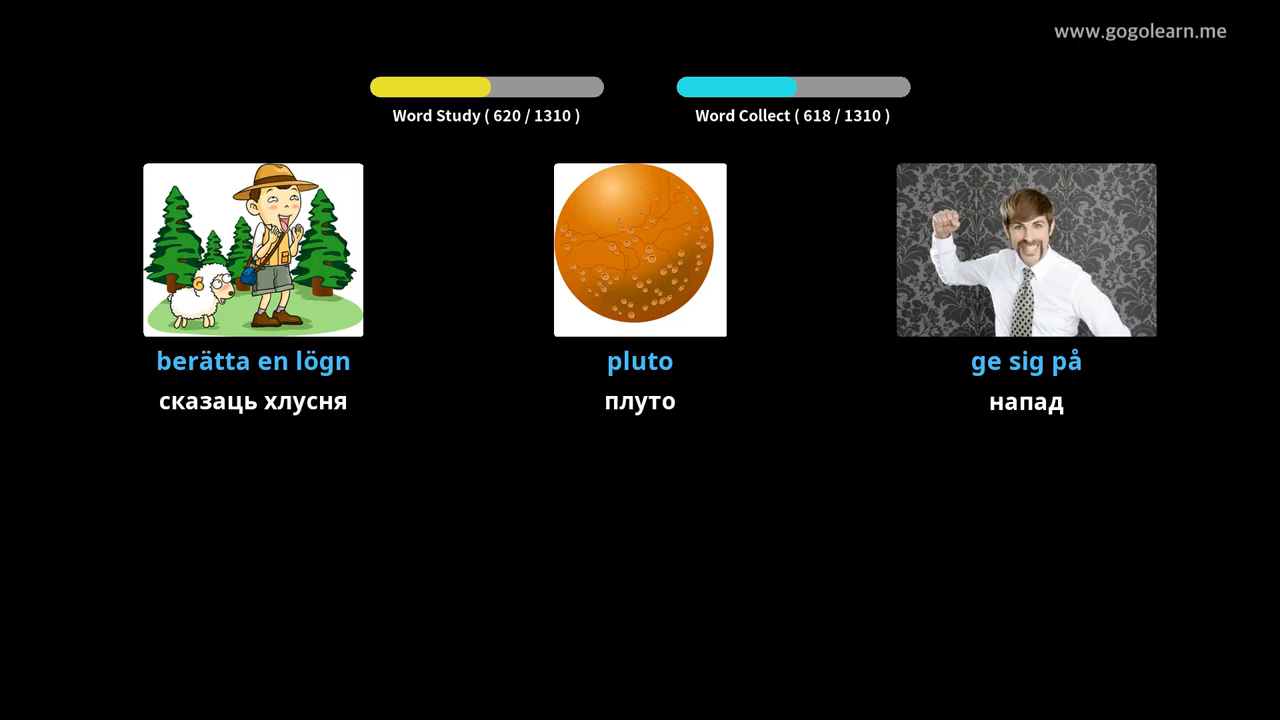 www.gogolearn.me
Word Study ( 620 / 1310 )
Word Collect ( 618 / 1310 )
berätta en lögn
pluto
ge sig på
сказаць хлусня
плуто
напад